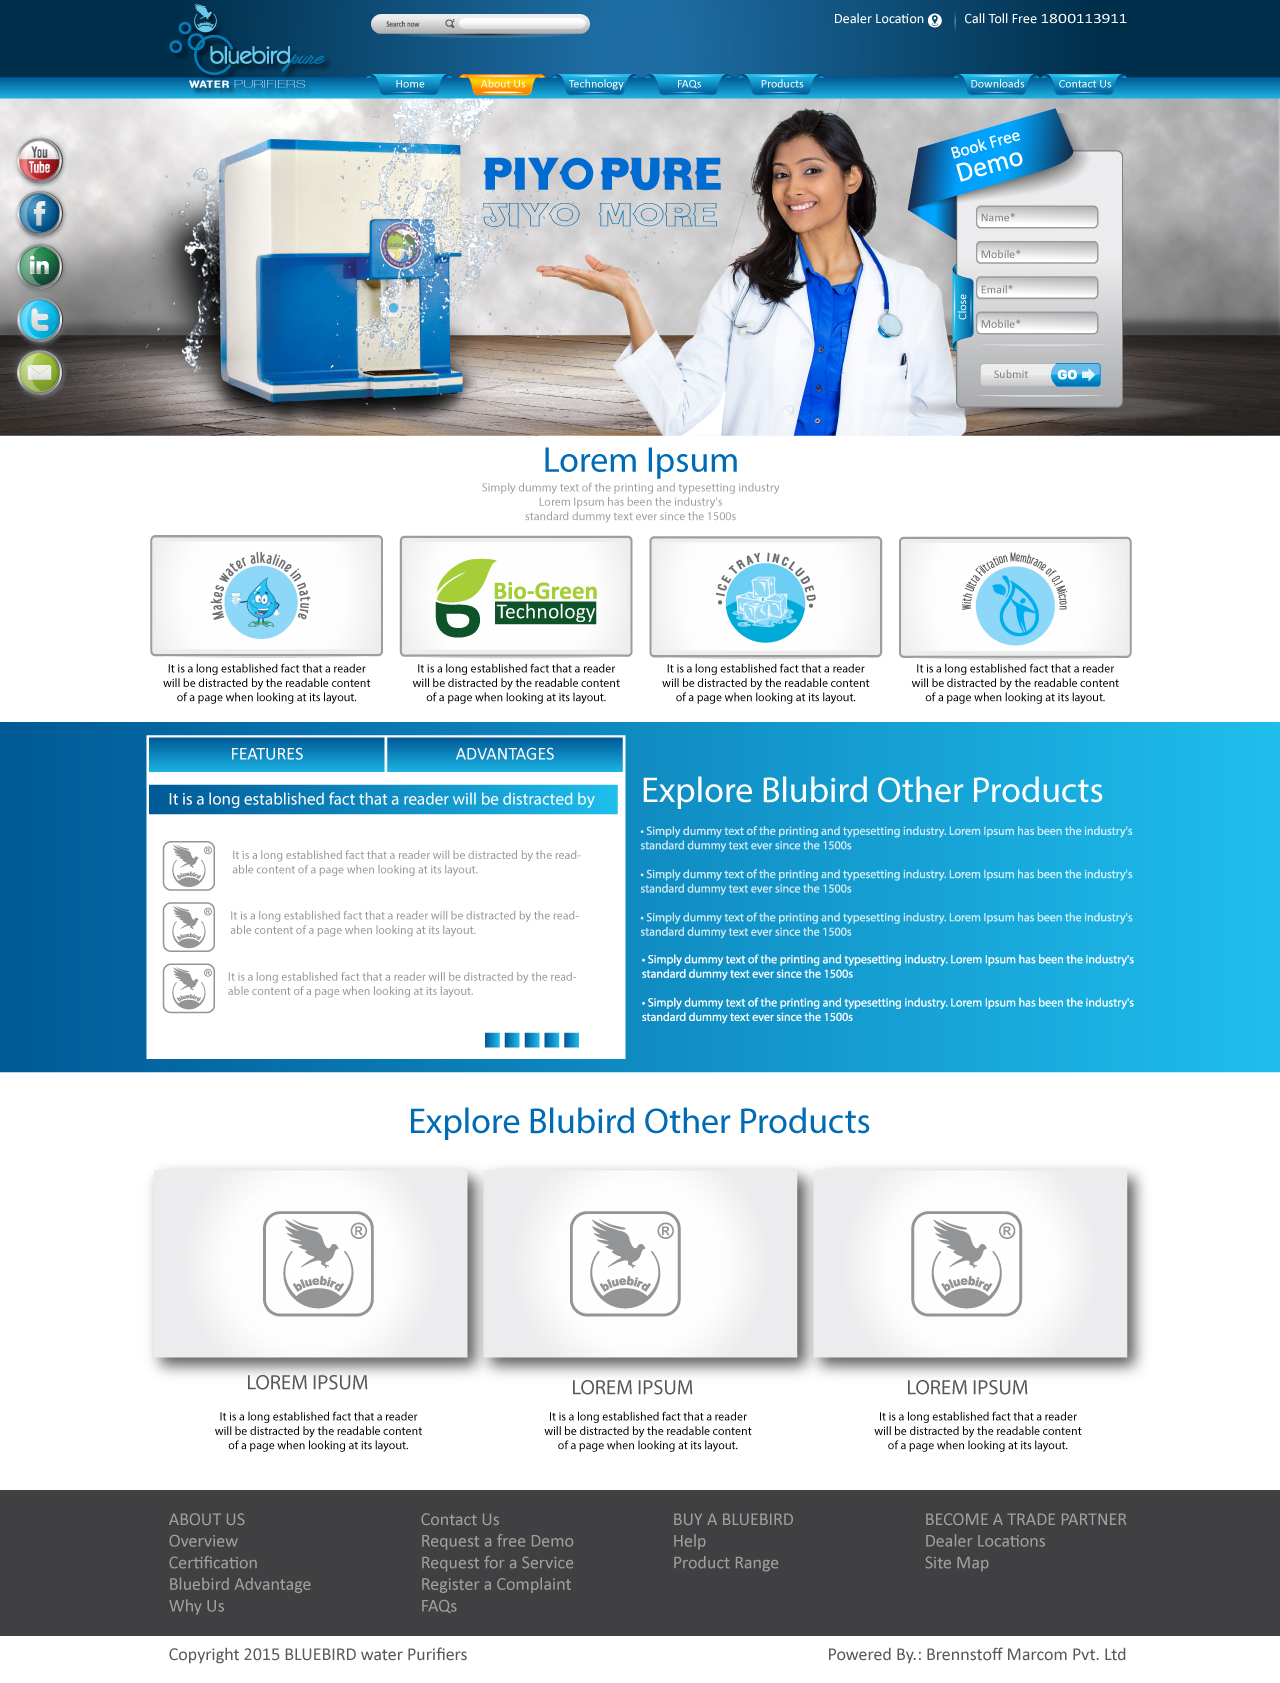 Search now
Dealer Location
Call Toll Free 1800113911
bluebird pure
WATER PURIFIERS
Home
About Us
Technology
FAQs
Products
Downloads
Contact Us
You
Tube
f
in
t
PIYO PURE
JIYO MORE
Book Free
Demo
Name*
Mobile*
Email*
Mobile*
Close
Submit
GO
Lorem Ipsum
Simply dummy text of the printing and typesetting industry
Lorem Ipsum has been the industry's
standard dummy text ever since the 1500s
Makes water alkaline in nature
Bio-Green
Technology
•ICE TRAY INCLUDED•
With Ultra Filtration Membrane of 0.1 Micron
It is a long established fact that a reader
will be distracted by the readable content
of a page when looking at its layout.
It is a long established fact that a reader
will be distracted by the readable content
of a page when looking at its layout.
It is a long established fact that a reader
will be distracted by the readable content
of a page when looking at its layout.
It is a long established fact that a reader
will be distracted by the readable content
of a page when looking at its layout.
FEATURES
ADVANTAGES
It is a long established fact that a reader will be distracted by
bluebird ®
It is a long established fact that a reader will be distracted by the read-
able content of a page when looking at its layout.
bluebird ®
It is a long established fact that a reader will be distracted by the read-
able content of a page when looking at its layout.
bluebird ®
It is a long established fact that a reader will be distracted by the read-
able content of a page when looking at its layout.
Explore Blubird Other Products
• Simply dummy text of the printing and typesetting industry. Lorem Ipsum has been the industry's
standard dummy text ever since the 1500s
• Simply dummy text of the printing and typesetting industry. Lorem Ipsum has been the industry's
standard dummy text ever since the 1500s
• Simply dummy text of the printing and typesetting industry. Lorem Ipsum has been the industry's
standard dummy text ever since the 1500s
• Simply dummy text of the printing and typesetting industry. Lorem Ipsum has been the industry's
standard dummy text ever since the 1500s
• Simply dummy text of the printing and typesetting industry. Lorem Ipsum has been the industry's
standard dummy text ever since the 1500s
Explore Blubird Other Products
bluebird ®
bluebird ®
bluebird ®
LOREM IPSUM
It is a long established fact that a reader
will be distracted by the readable content
of a page when looking at its layout.
LOREM IPSUM
It is a long established fact that a reader
will be distracted by the readable content
of a page when looking at its layout.
LOREM IPSUM
It is a long established fact that a reader
will be distracted by the readable content
of a page when looking at its layout.
ABOUT US
Overview
Certification
Bluebird Advantage
Why Us
Contact Us
Request a free Demo
Request for a Service
Register a Complaint
FAQs
BUY A BLUEBIRD
Help
Product Range
BECOME A TRADE PARTNER
Dealer Locations
Site Map
Copyright 2015 BLUEBIRD water Purifiers
Powered By.: Brennstoff Marcom Pvt. Ltd